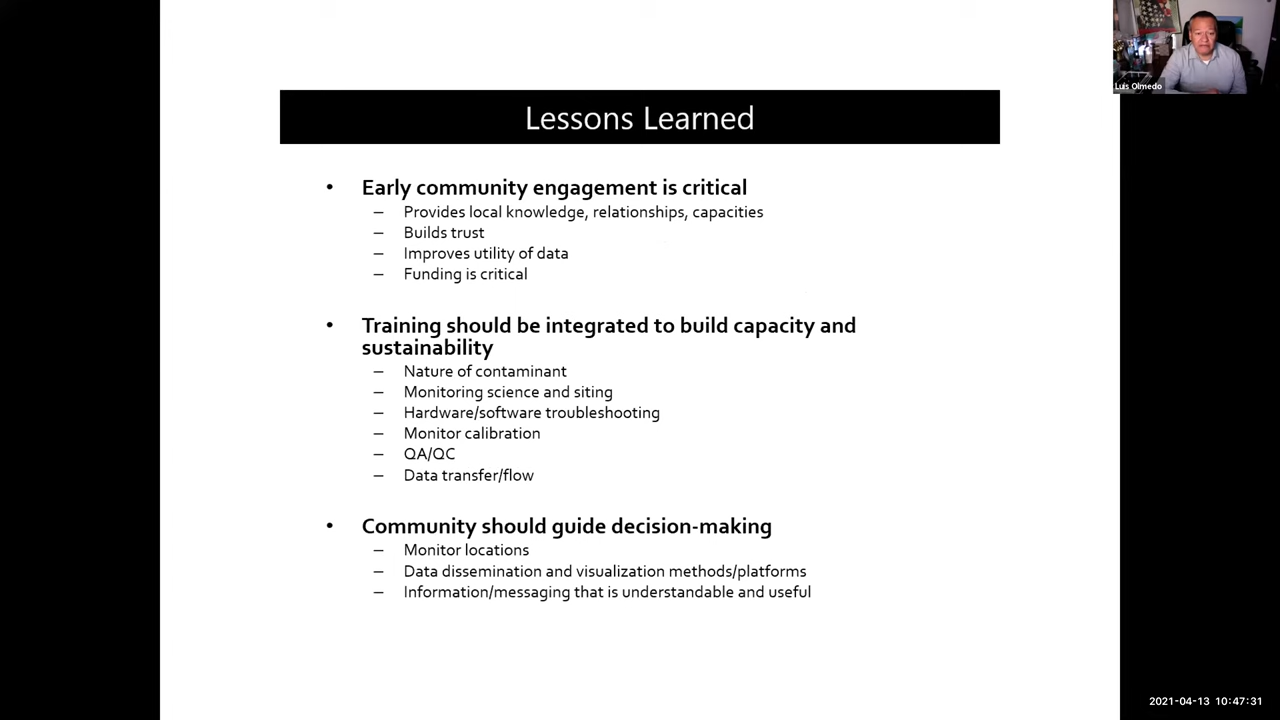 Luis Olmedo
Lessons Learned
• Early community engagement is critical
– Provides local knowledge, relationships, capacities
– Builds trust
– Improves utility of data
– Funding is critical
• Training should be integrated to build capacity and
sustainability
– Nature of contaminant
– Monitoring science and siting
– Hardware/software troubleshooting
– Monitor calibration
– QA/QC
– Data transfer/flow
• Community should guide decision-making
– Monitor locations
– Data dissemination and visualization methods/platforms
– Information/messaging that is understandable and useful
2021-04-13 10:47:31